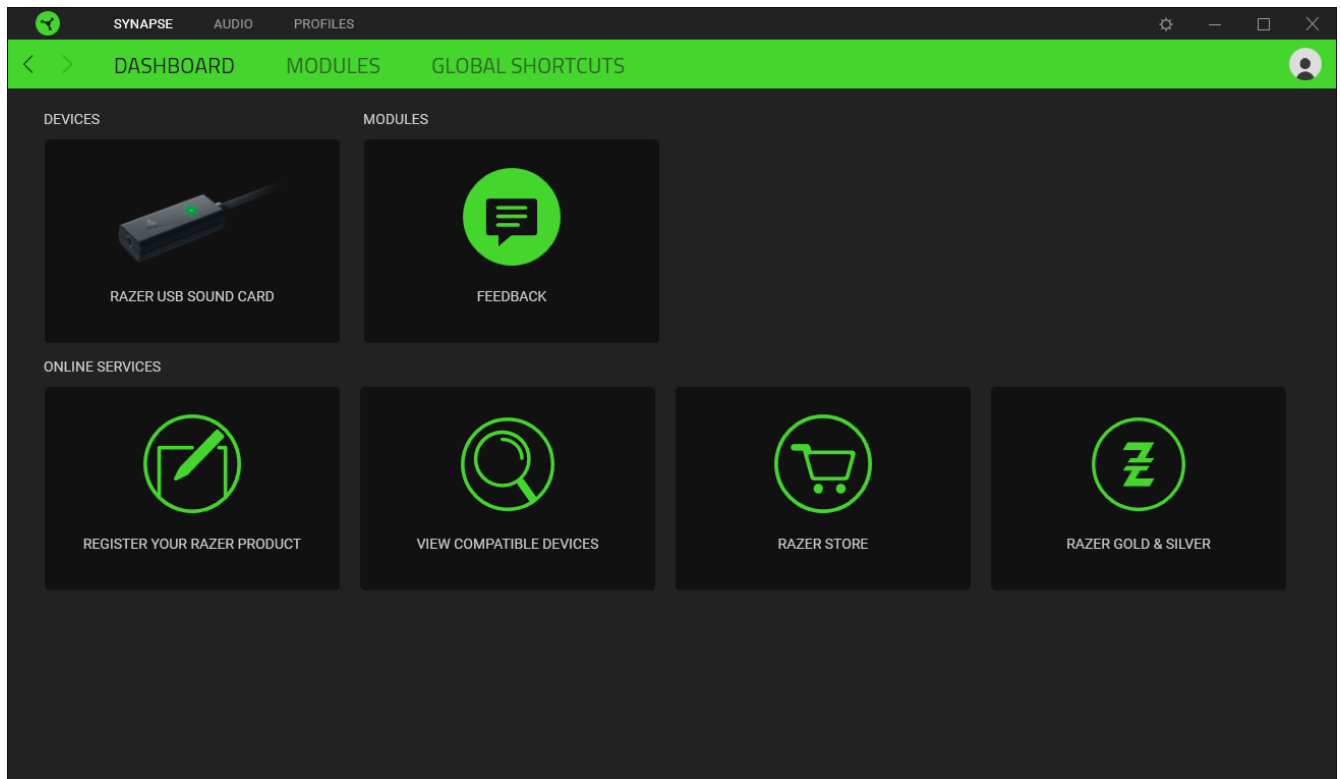 SYNAPSE AUDIO PROFILES
DASHBOARD MODULES GLOBAL SHORTCUTS
DEVICES MODULES
RAZER USB SOUND CARD FEEDBACK
ONLINE SERVICES
REGISTER YOUR RAZER PRODUCT VIEW COMPATIBLE DEVICES RAZER STORE RAZER GOLD & SILVER